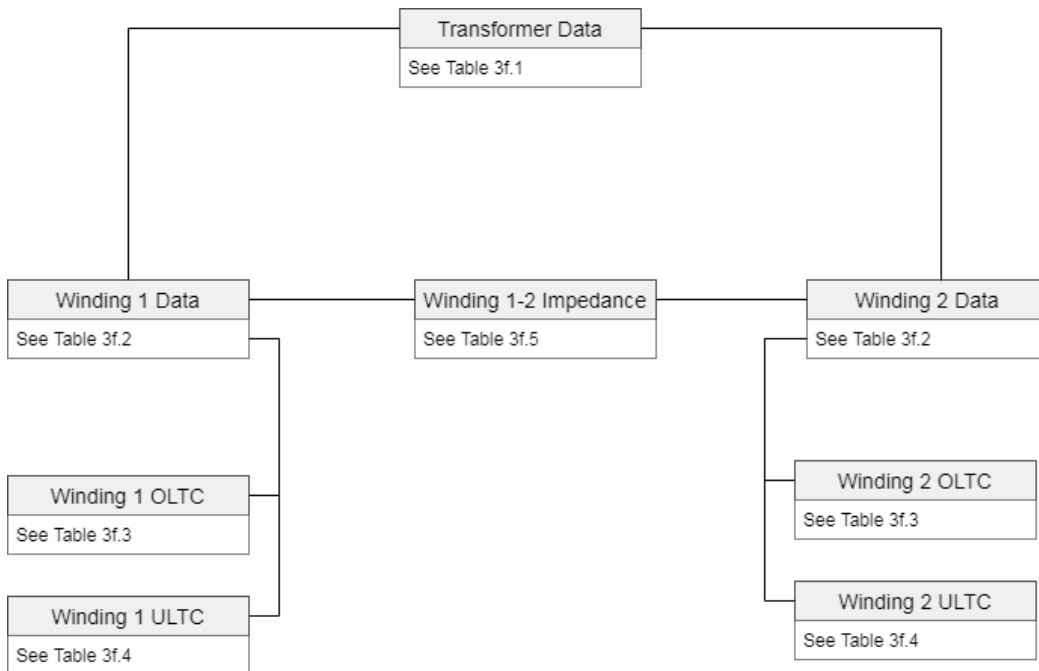 Transformer Data
See Table 3f.1
Winding 1 Data
See Table 3f.2
Winding 1-2 Impedance
See Table 3f.5
Winding 2 Data
See Table 3f.2
Winding 1 OLTC
See Table 3f.3
Winding 2 OLTC
See Table 3f.3
Winding 1 ULTC
See Table 3f.4
Winding 2 ULTC
See Table 3f.4